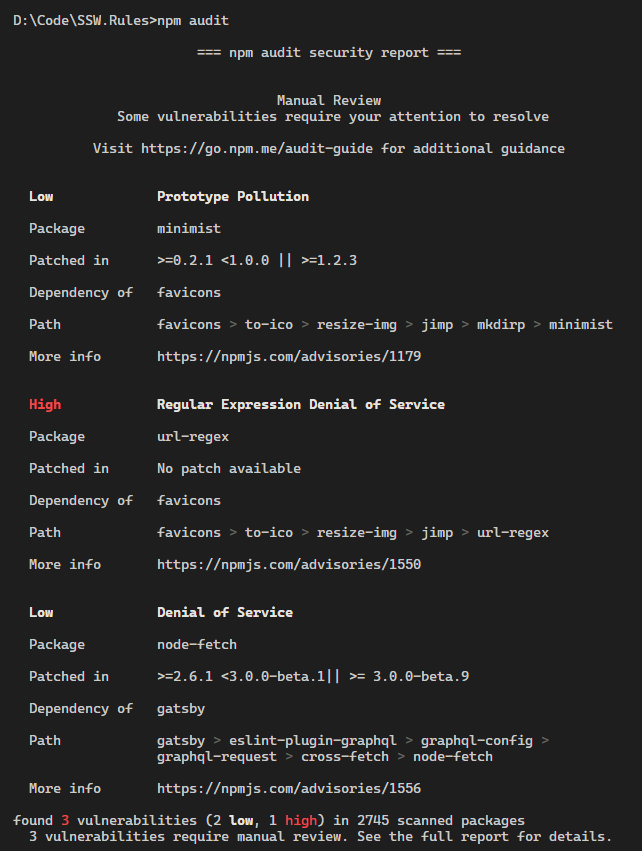 D:\Code\SSW.Rules>npm audit
=== npm audit security report ===
Manual Review
Some vulnerabilities require your attention to resolve
Visit https://go.npm.me/audit-guide for additional guidance
Low Prototype Pollution
Package minimist
Patched in >=0.2.1 <1.0.0 || >=1.2.3
Dependency of favicons
Path favicons > to-ico > resize-img > jimp > mkdirp > minimist
More info https://npmjs.com/advisories/1179
High Regular Expression Denial of Service
Package url-regex
Patched in No patch available
Dependency of favicons
Path favicons > to-ico > resize-img > jimp > url-regex
More info https://npmjs.com/advisories/1550
Low Denial of Service
Package node-fetch
Patched in >=2.6.1 <3.0.0-beta.1|| >= 3.0.0-beta.9
Dependency of gatsby
Path gatsby > eslint-plugin-graphql > graphql-config >
graphql-request > cross-fetch > node-fetch
More info https://npmjs.com/advisories/1556
found 3 vulnerabilities (2 low, 1 high) in 2745 scanned packages
3 vulnerabilities require manual review. See the full report for details.